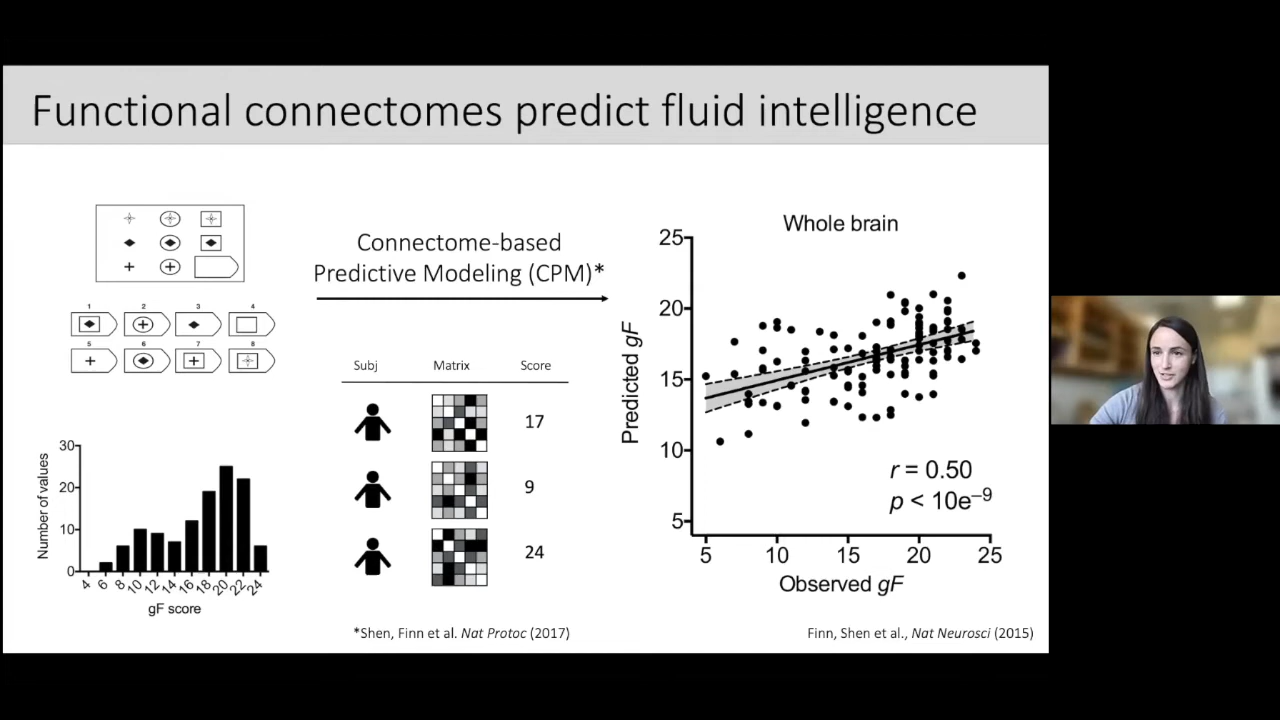 Functional connectomes predict fluid intelligence
1 2 3 4
5 6 7 8
30
20
10
0
Number of values
4 6 8 10 12 14 16 18 20 22 24
gF score
Connectome-based
Predictive Modeling (CPM)*
Subj Matrix Score
17
9
24
*Shen, Finn et al. Nat Protoc (2017)
Whole brain
25
20
15
10
5
Predicted gF
r = 0.50
p < 10e–9
5 10 15 20 25
Observed gF
Finn, Shen et al., Nat Neurosci (2015)